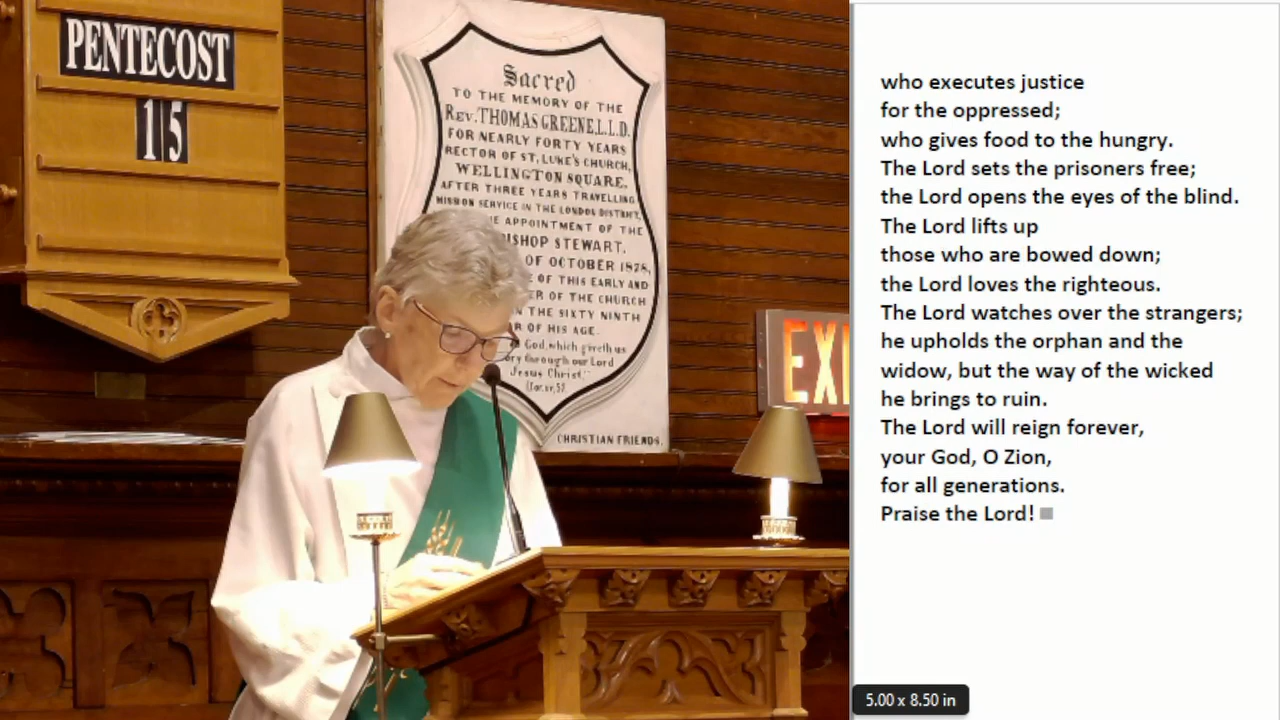 PENTECOST
15
Sacred
TO THE MEMORY OF THE
REV. THOMAS GREENE, L.L.D.
FOR NEARLY FORTY YEARS
RECTOR OF ST, LUKE'S CHURCH,
WELLINGTON SQUARE,
AFTER THREE YEARS TRAVELLING
MISSION SERVICE IN THE LONDON DISTRICT,
APPOINTMENT OF THE
BISHOP STEWART,
OF OCTOBER 1878,
OF THIS EARLY AND
OF THE CHURCH
THE SIXTY NINTH
OF HIS AGE.
God, which giveth us
through our Lord
Jesus Christ."
CHRISTIAN FRIENDS.
EXI
who executes justice
for the oppressed;
who gives food to the hungry.
The Lord sets the prisoners free;
the Lord opens the eyes of the blind.
The Lord lifts up
those who are bowed down;
the Lord loves the righteous.
The Lord watches over the strangers;
he upholds the orphan and the
widow, but the way of the wicked
he brings to ruin.
The Lord will reign forever,
your God, O Zion,
for all generations.
Praise the Lord!
5.00 x 8.50 in